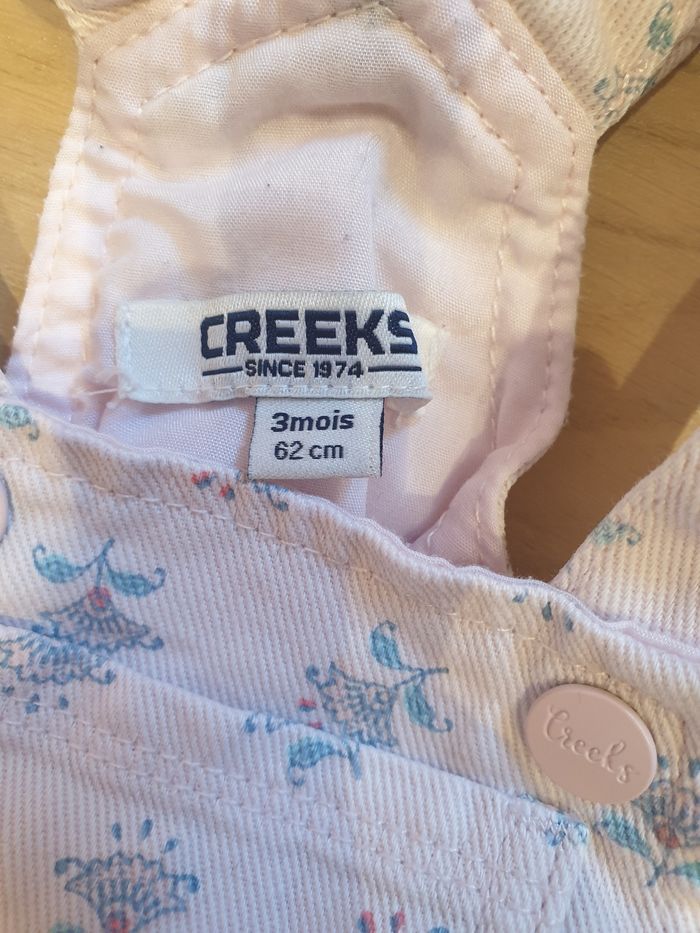 CREEKS
SINCE 1974
3mois
62 cm
Creeks